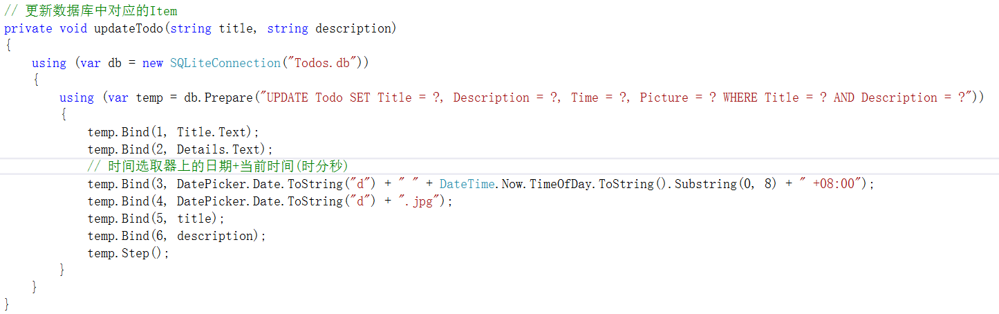 // 更新数据库中对应的Item
private void updateTodo(string title, string description)
{
    using (var db = new SQLiteConnection("Todos.db"))
    {
        using (var temp = db.Prepare("UPDATE Todo SET Title = ?, Description = ?, Time = ?, Picture = ? WHERE Title = ? AND Description = ?"))
        {
            temp.Bind(1, Title.Text);
            temp.Bind(2, Details.Text);
            // 时间选取器上的日期+当前时间(时分秒)
            temp.Bind(3, DatePicker.Date.ToString("d") + " " + DateTime.Now.TimeOfDay.ToString().Substring(0, 8) + " +08:00");
            temp.Bind(4, DatePicker.Date.ToString("d") + ".jpg");
            temp.Bind(5, title);
            temp.Bind(6, description);
            temp.Step();
        }
    }
}